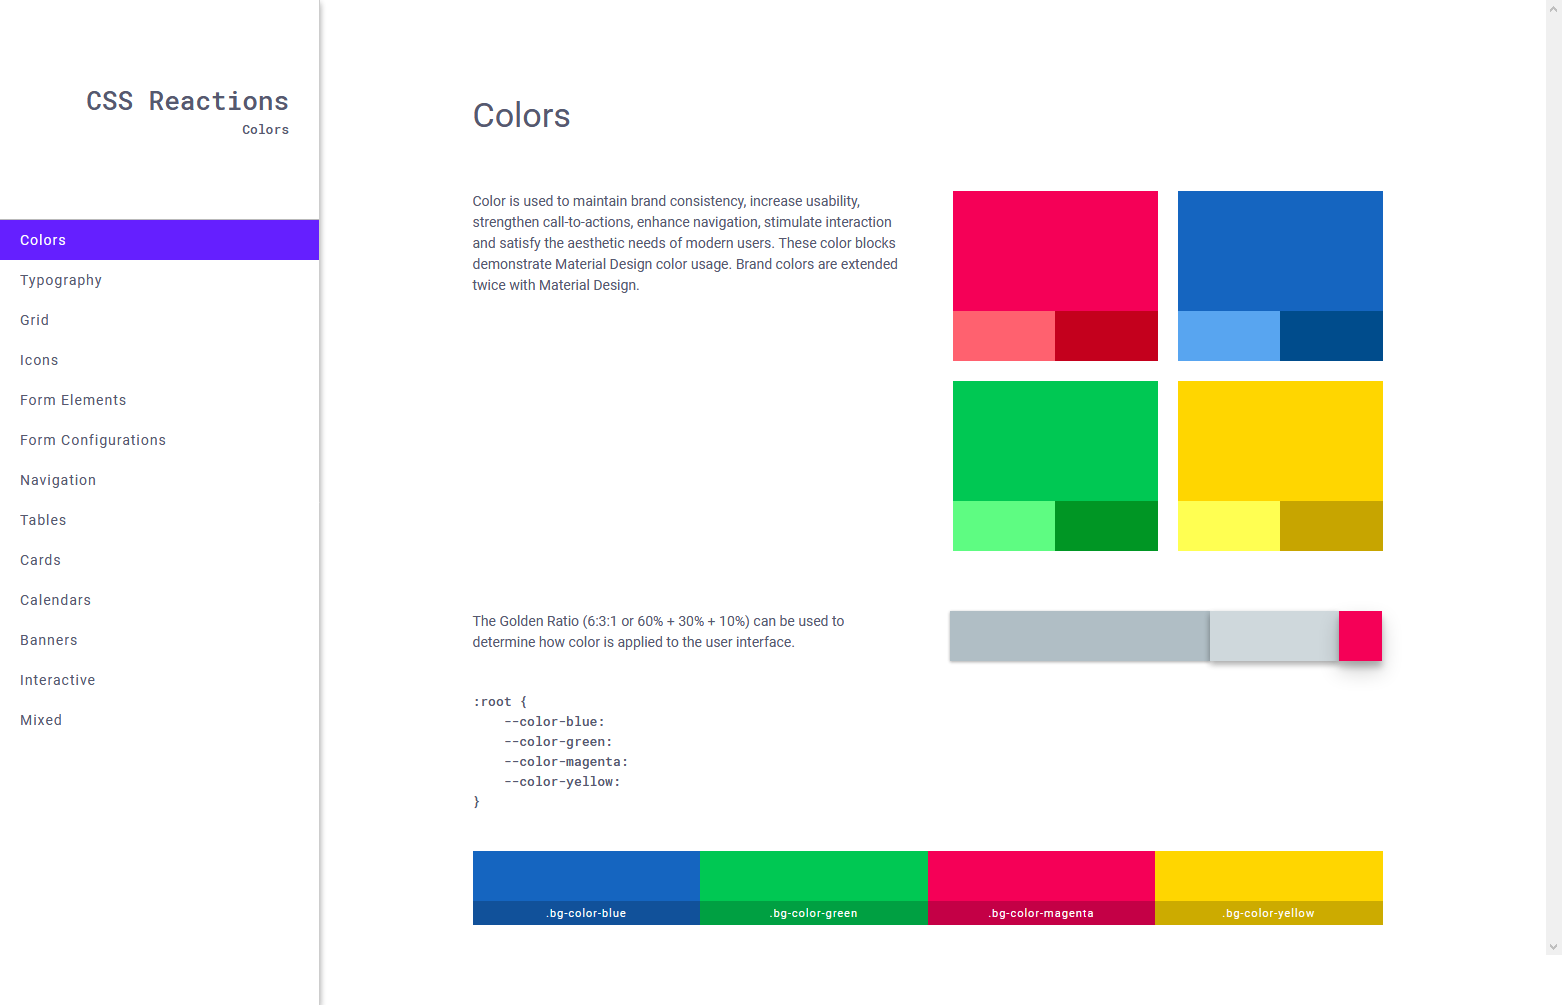 CSS Reactions
Colors
Colors
Typography
Grid
Icons
Form Elements
Form Configurations
Navigation
Tables
Cards
Calendars
Banners
Interactive
Mixed
Colors
Color is used to maintain brand consistency, increase usability,
strengthen call-to-actions, enhance navigation, stimulate interaction
and satisfy the aesthetic needs of modern users. These color blocks
demonstrate Material Design color usage. Brand colors are extended
twice with Material Design.
The Golden Ratio (6:3:1 or 60% + 30% + 10%) can be used to
determine how color is applied to the user interface.
:root {
    --color-blue:
    --color-green:
    --color-magenta:
    --color-yellow:
}
.bg-color-blue
.bg-color-green
.bg-color-magenta
.bg-color-yellow